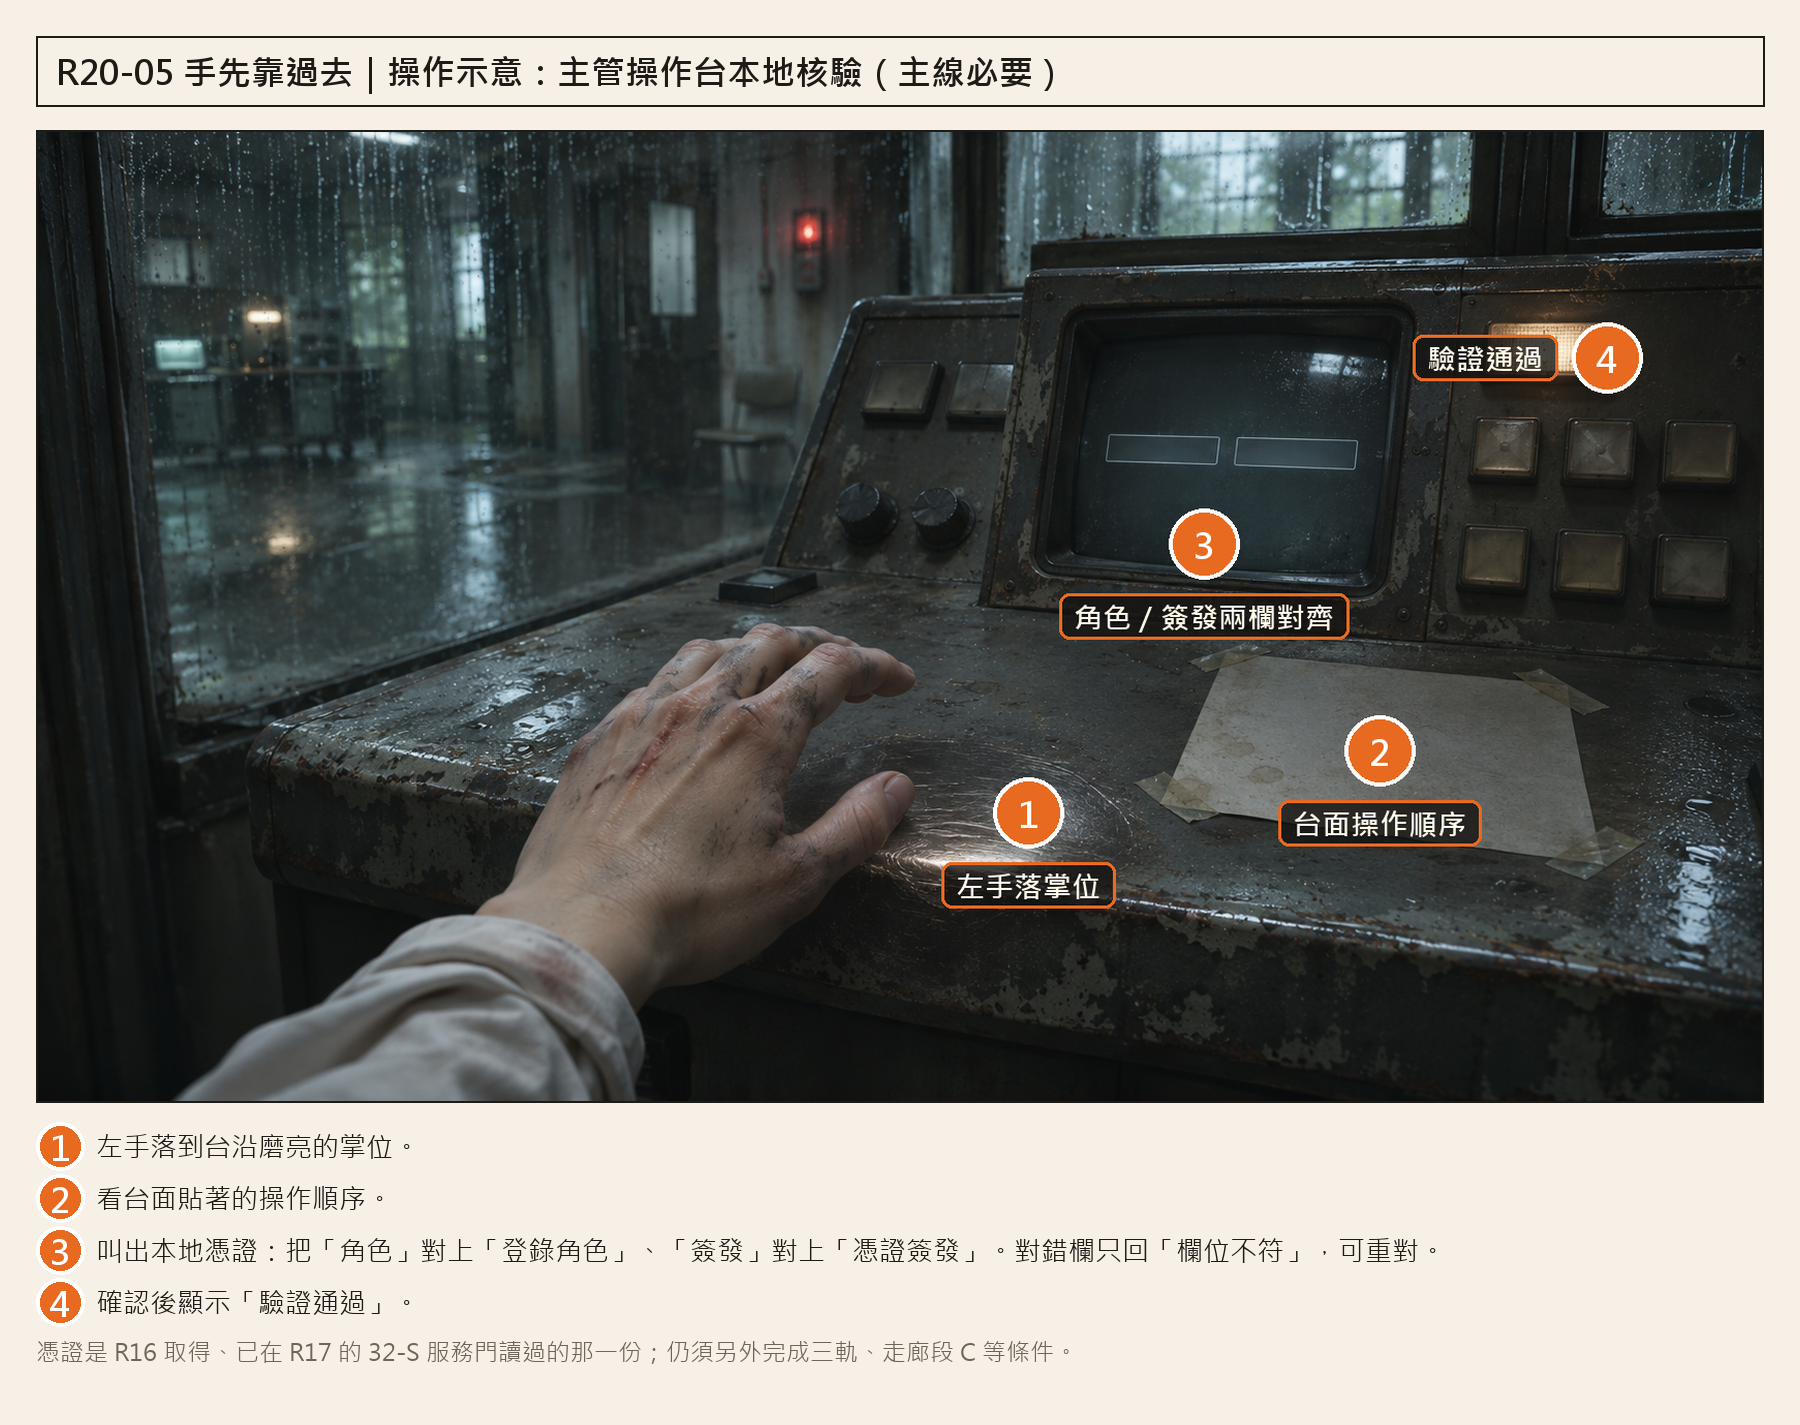 R20-05 手先靠過去｜操作示意：主管操作台本地核驗（主線必要）
驗證通過
4
3
角色 / 簽發兩欄對齊
2
台面操作順序
1
左手落掌位
1 左手落到台沿磨亮的掌位。
2 看台面貼著的操作順序。
3 叫出本地憑證：把「角色」對上「登錄角色」、「簽發」對上「憑證簽發」。對錯欄只回「欄位不符」，可重對。
4 確認後顯示「驗證通過」。
憑證是 R16 取得、已在 R17 的 32-S 服務門讀過的那一份；仍須另外完成三軌、走廊段 C 等條件。